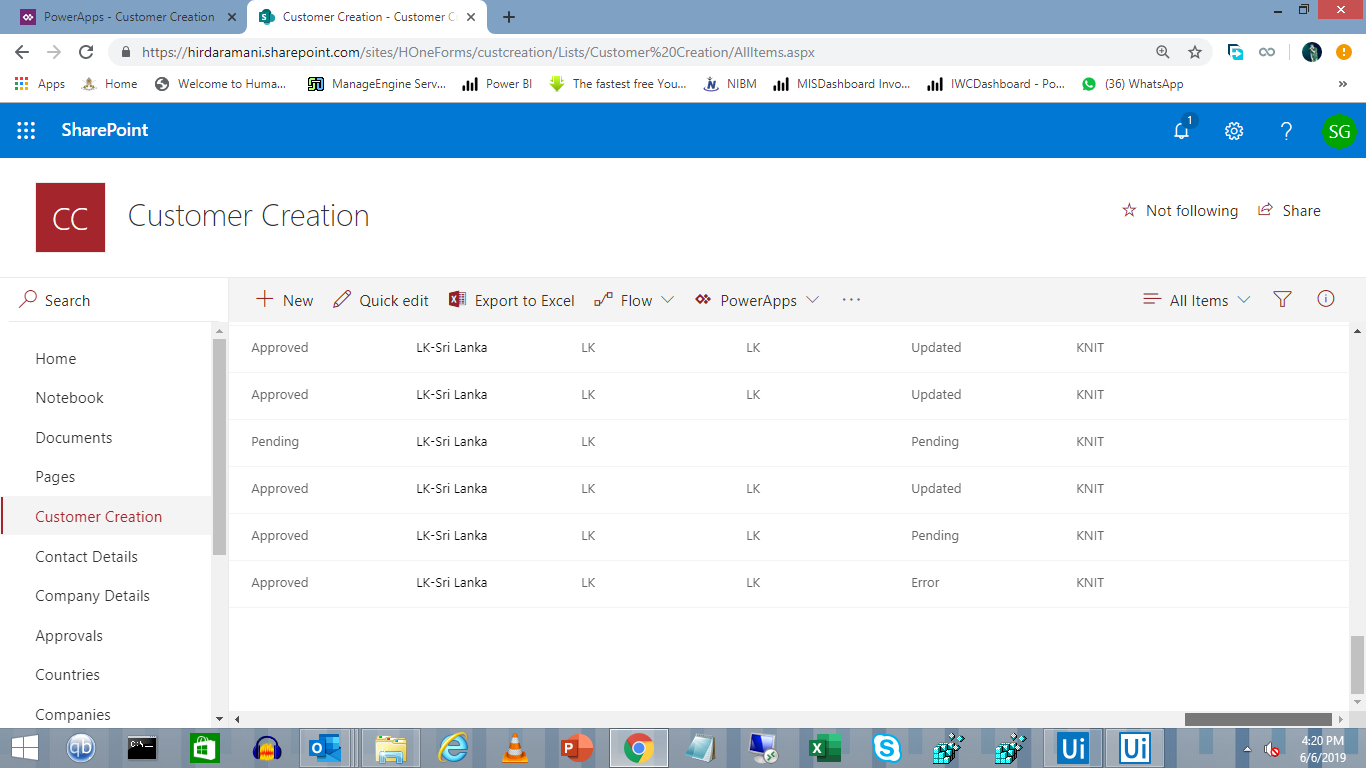 PowerApps - Customer Creation
Customer Creation - Customer C
https://hirdaramani.sharepoint.com/sites/HOneForms/custcreation/Lists/Customer%20Creation/AllItems.aspx
Apps Home Welcome to Huma... ManageEngine Serv... Power BI The fastest free You... NIBM MISDashboard Invo... IWCDashboard - Po... (36) WhatsApp »
SharePoint 1 ? SG
CC Customer Creation Not following Share
Search New Quick edit Export to Excel Flow PowerApps ... All Items
Approved LK-Sri Lanka LK LK Updated KNIT
Approved LK-Sri Lanka LK LK Updated KNIT
Pending LK-Sri Lanka LK Pending KNIT
Approved LK-Sri Lanka LK LK Updated KNIT
Approved LK-Sri Lanka LK LK Pending KNIT
Approved LK-Sri Lanka LK LK Error KNIT
Home
Notebook
Documents
Pages
Customer Creation
Contact Details
Company Details
Approvals
Countries
Companies
qb C:\. Ui Ui
4:20 PM
6/6/2019